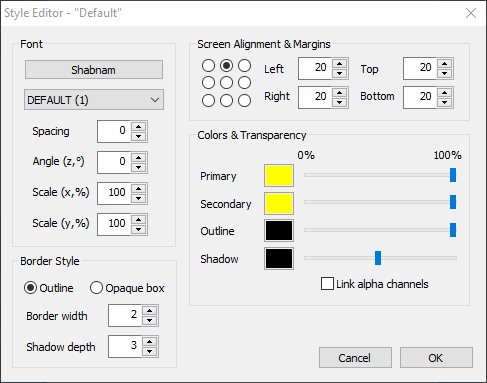 Style Editor - "Default"
Font
Shabnam
DEFAULT (1)
Spacing 0
Angle (z,º) 0
Scale (x,%) 100
Scale (y,%) 100
Border Style
Outline Opaque box
Border width 2
Shadow depth 3
Screen Alignment & Margins
Left 20 Top 20
Right 20 Bottom 20
Colors & Transparency
0% 100%
Primary
Secondary
Outline
Shadow
Link alpha channels
Cancel OK